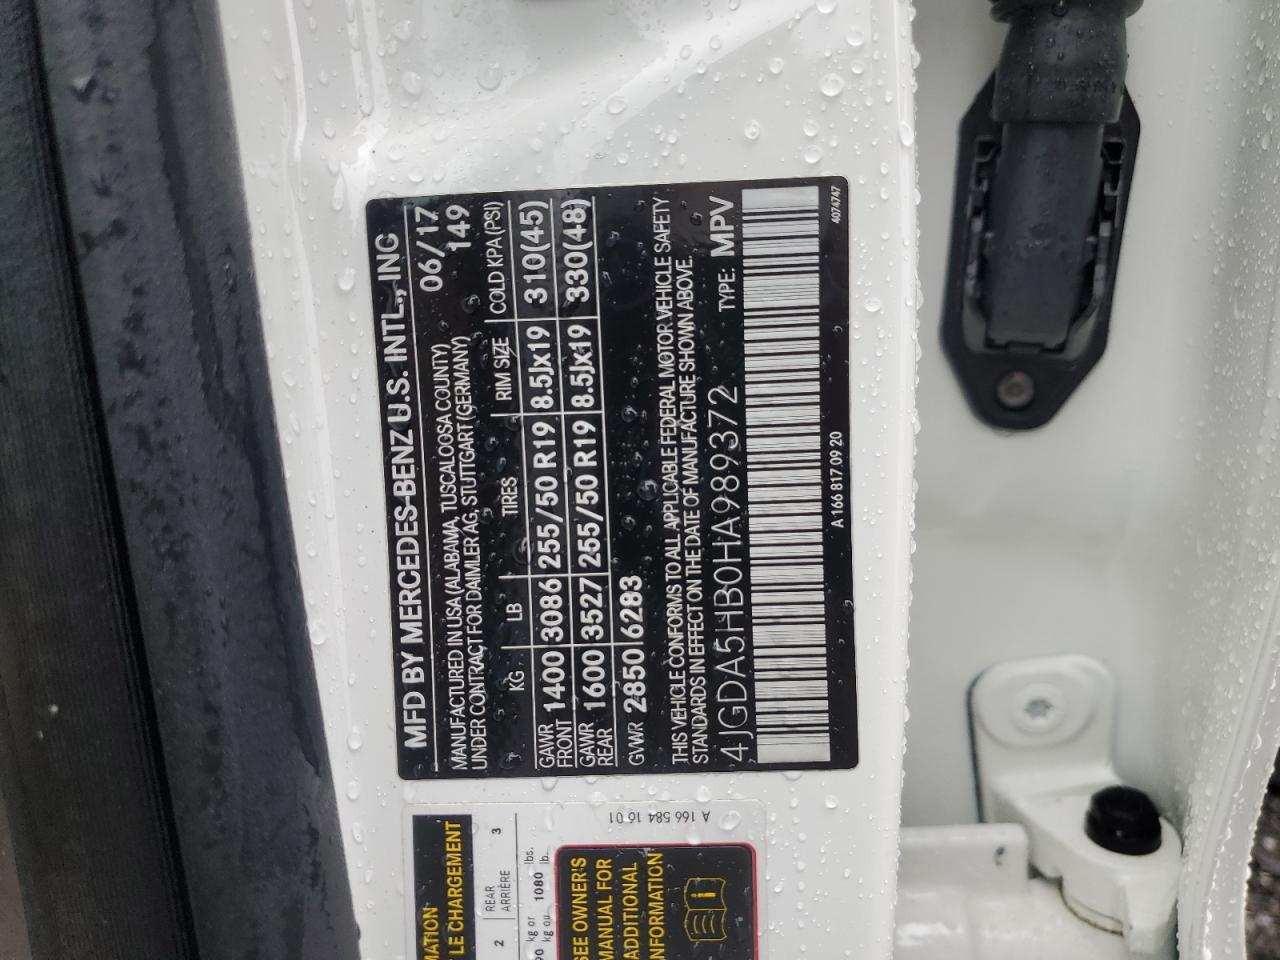 MFD BY MERCEDES-BENZ U.S. INTL., INC
06/17
MANUFACTURED IN USA (ALABAMA, TUSCALOOSA COUNTY)
149
UNDER CONTRACT FOR DAIMLER AG, STUTTGART (GERMANY)
KG LB TIRES RIM SIZE COLD KPA (PSI)
GAWR FRONT 1400 3086 255/50 R19 8.5Jx19 310(45)
GAWR REAR 1600 3527 255/50 R19 8.5Jx19 330(48)
GVWR 2850 6283
THIS VEHICLE CONFORMS TO ALL APPLICABLE FEDERAL MOTOR VEHICLE SAFETY
STANDARDS IN EFFECT ON THE DATE OF MANUFACTURE SHOWN ABOVE.
4JGDA5HB0HA989372 TYPE: MPV
A 166 817 09 20 4074747
A 166 584 16 01
LE CHARGEMENT
2 REAR 3
ARRIÈRE
kg or 1080 lbs.
kg ou lb.
SEE OWNER'S
MANUAL FOR
ADDITIONAL
INFORMATION